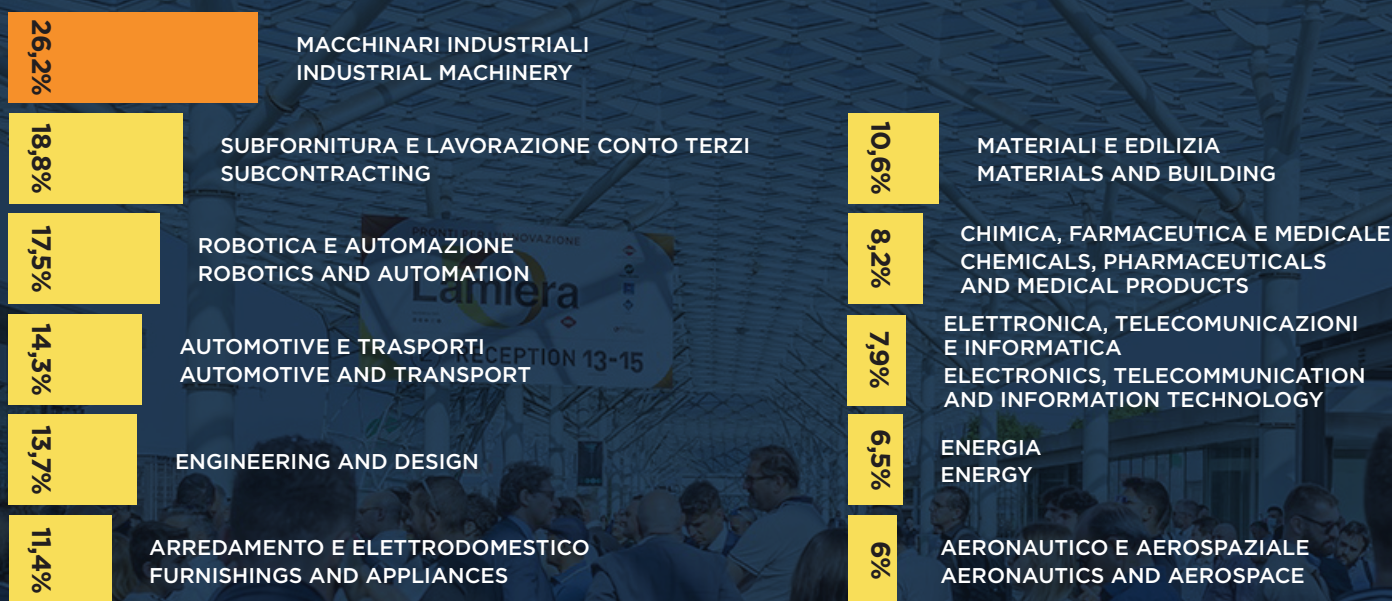 26,2%
MACCHINARI INDUSTRIALI
INDUSTRIAL MACHINERY
18,8%
SUBFORNITURA E LAVORAZIONE CONTO TERZI
SUBCONTRACTING
17,5%
ROBOTICA E AUTOMAZIONE
ROBOTICS AND AUTOMATION
14,3%
AUTOMOTIVE E TRASPORTI
AUTOMOTIVE AND TRANSPORT
13,7%
ENGINEERING AND DESIGN
11,4%
ARREDAMENTO E ELETTRODOMESTICO
FURNISHINGS AND APPLIANCES
10,6%
MATERIALI E EDILIZIA
MATERIALS AND BUILDING
8,2%
CHIMICA, FARMACEUTICA E MEDICALE
CHEMICALS, PHARMACEUTICALS
AND MEDICAL PRODUCTS
7,9%
ELETTRONICA, TELECOMUNICAZIONI
E INFORMATICA
ELECTRONICS, TELECOMMUNICATION
AND INFORMATION TECHNOLOGY
6,5%
ENERGIA
ENERGY
6%
AERONAUTICO E AEROSPAZIALE
AERONAUTICS AND AEROSPACE
PRONTI PER L'INNOVAZIONE
Lamiera
RECEPTION 13-15